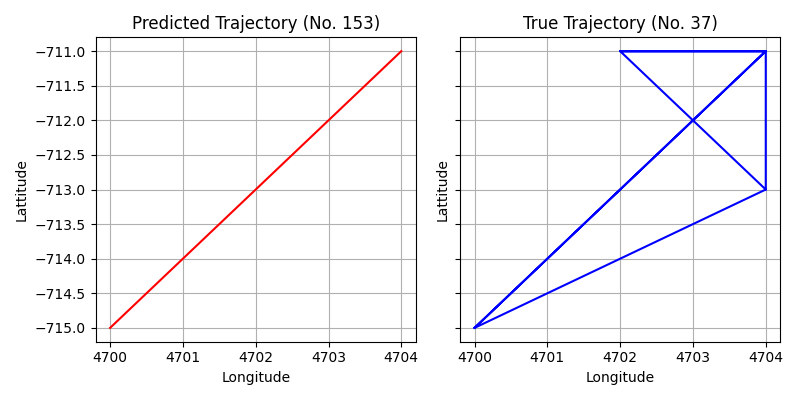 Predicted Trajectory (No. 153)
True Trajectory (No. 37)
−711.0
−711.5
−712.0
−712.5
−713.0
−713.5
−714.0
−714.5
−715.0
Lattitude
Lattitude
4700 4701 4702 4703 4704
4700 4701 4702 4703 4704
Longitude
Longitude